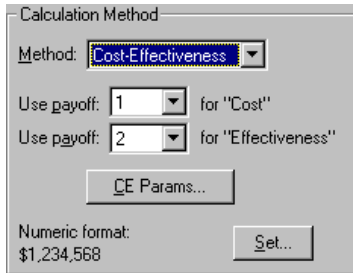 Calculation Method
Method: Cost-Effectiveness
Use payoff: 1 for "Cost"
Use payoff: 2 for "Effectiveness"
CE Params...
Numeric format:
$1,234,568
Set...